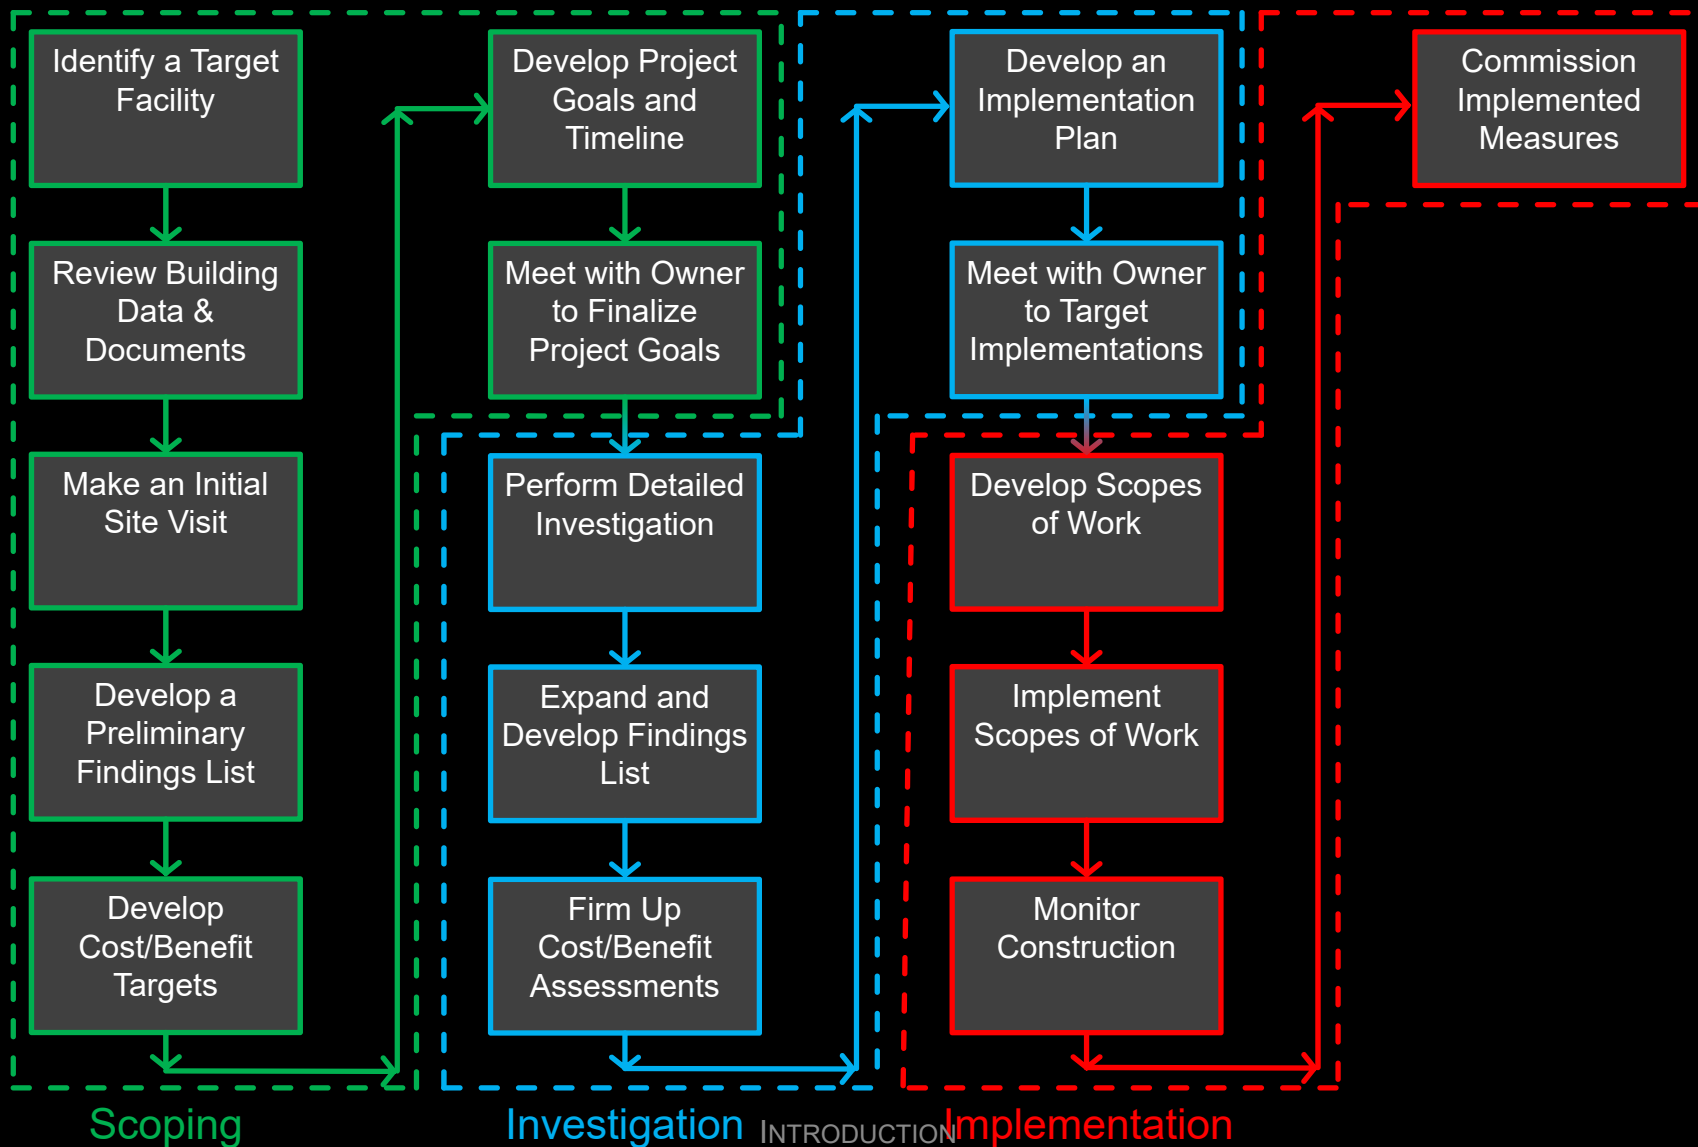 Identify a Target
Facility
Review Building
Data &
Documents
Make an Initial
Site Visit
Develop a
Preliminary
Findings List
Develop
Cost/Benefit
Targets
Develop Project
Goals and
Timeline
Meet with Owner
to Finalize
Project Goals
Perform Detailed
Investigation
Expand and
Develop Findings
List
Firm Up
Cost/Benefit
Assessments
Develop an
Implementation
Plan
Meet with Owner
to Target
Implementations
Develop Scopes
of Work
Implement
Scopes of Work
Monitor
Construction
Commission
Implemented
Measures
Scoping
Investigation
INTRODUCTION
Implementation